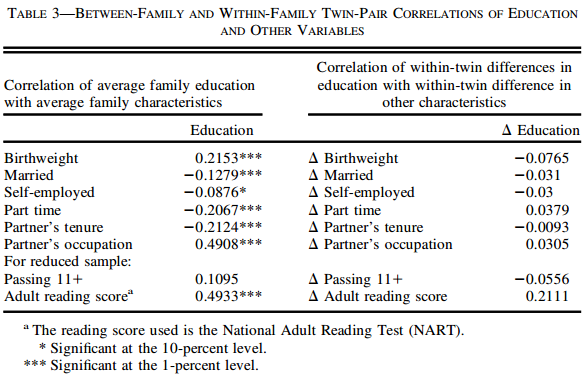 TABLE 3—BETWEEN-FAMILY AND WITHIN-FAMILY TWIN-PAIR CORRELATIONS OF EDUCATION
AND OTHER VARIABLES
Correlation of average family education
with average family characteristics
Correlation of within-twin differences in
education with within-twin difference in
other characteristics
Education Δ Education
Birthweight 0.2153*** Δ Birthweight −0.0765
Married −0.1279*** Δ Married −0.031
Self-employed −0.0876* Δ Self-employed −0.03
Part time −0.2067*** Δ Part time 0.0379
Partner's tenure −0.2124*** Δ Partner's tenure −0.0093
Partner's occupation 0.4908*** Δ Partner's occupation 0.0305
For reduced sample:
Passing 11+ 0.1095 Δ Passing 11+ −0.0556
Adult reading scoreᵃ 0.4933*** Δ Adult reading score 0.2111
ᵃ The reading score used is the National Adult Reading Test (NART).
* Significant at the 10-percent level.
*** Significant at the 1-percent level.